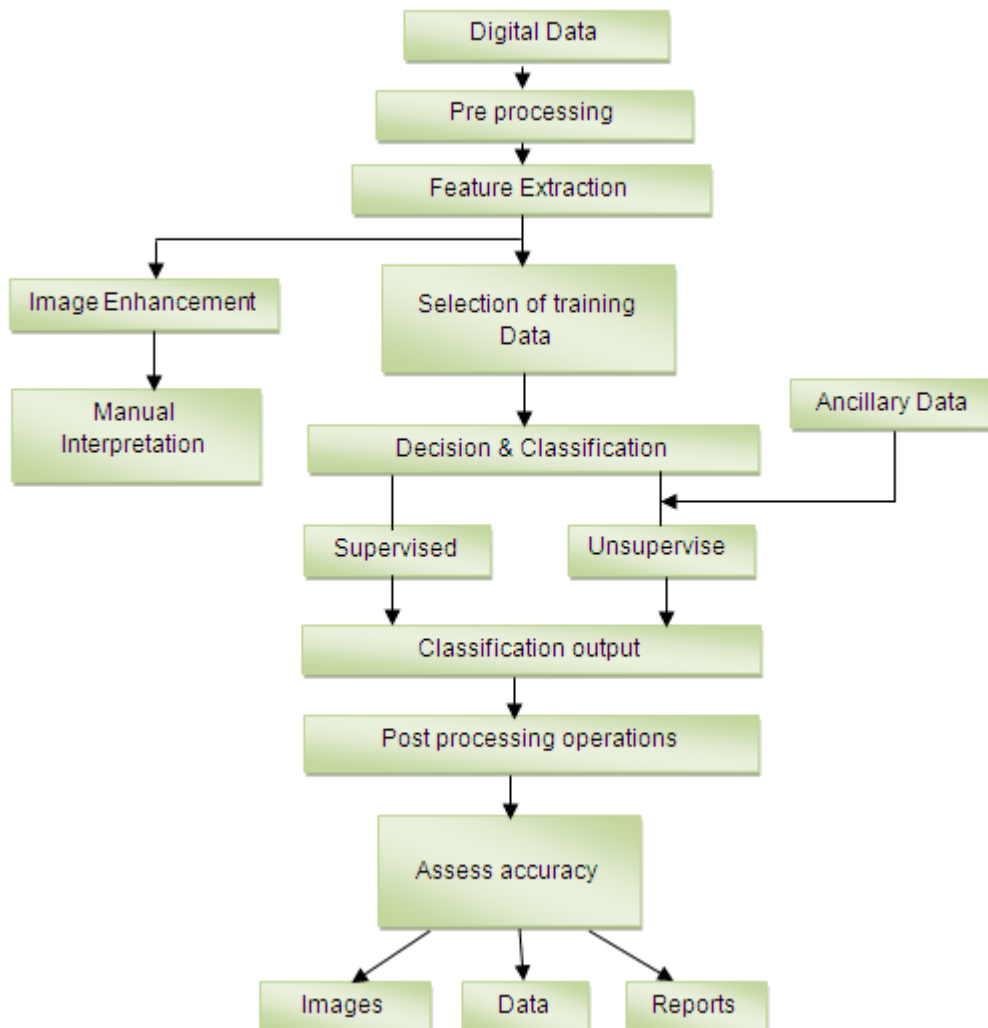 Digital Data
Pre processing
Feature Extraction
Image Enhancement
Selection of training
Data
Manual
Interpretation
Ancillary Data
Decision & Classification
Supervised
Unsupervise
Classification output
Post processing operations
Assess accuracy
Images
Data
Reports